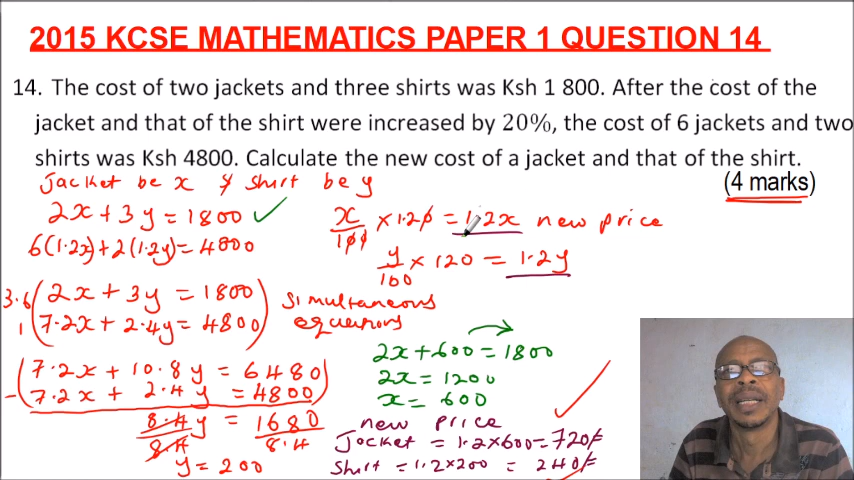 2015 KCSE MATHEMATICS PAPER 1 QUESTION 14
14. The cost of two jackets and three shirts was Ksh 1 800. After the cost of the
jacket and that of the shirt were increased by 20%, the cost of 6 jackets and two
shirts was Ksh 4800. Calculate the new cost of a jacket and that of the shirt.
(4 marks)
Jacket be x & shirt be y
2x + 3y = 1800 ✓
6(1.2x) + 2(1.2y) = 4800
x/100 × 120 = 1.2x new price
y/100 × 120 = 1.2y
3.6 ( 2x + 3y = 1800 )
1 ( 7.2x + 2.4y = 4800 )
simultaneous
equations
( 7.2x + 10.8y = 6480 )
- ( 7.2x + 2.4y = 4800 )
8.4y/8.4 = 1680/8.4
y = 200
2x + 600 = 1800
2x = 1200
x = 600
new price
Jacket = 1.2×600 = 720/=
Shirt = 1.2×200 = 240/=